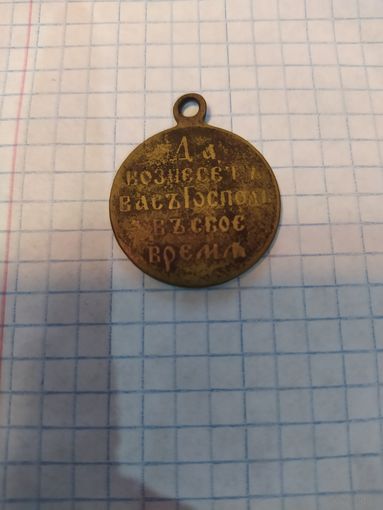 Да
вознесетъ
васъ Господь
въ свое
время